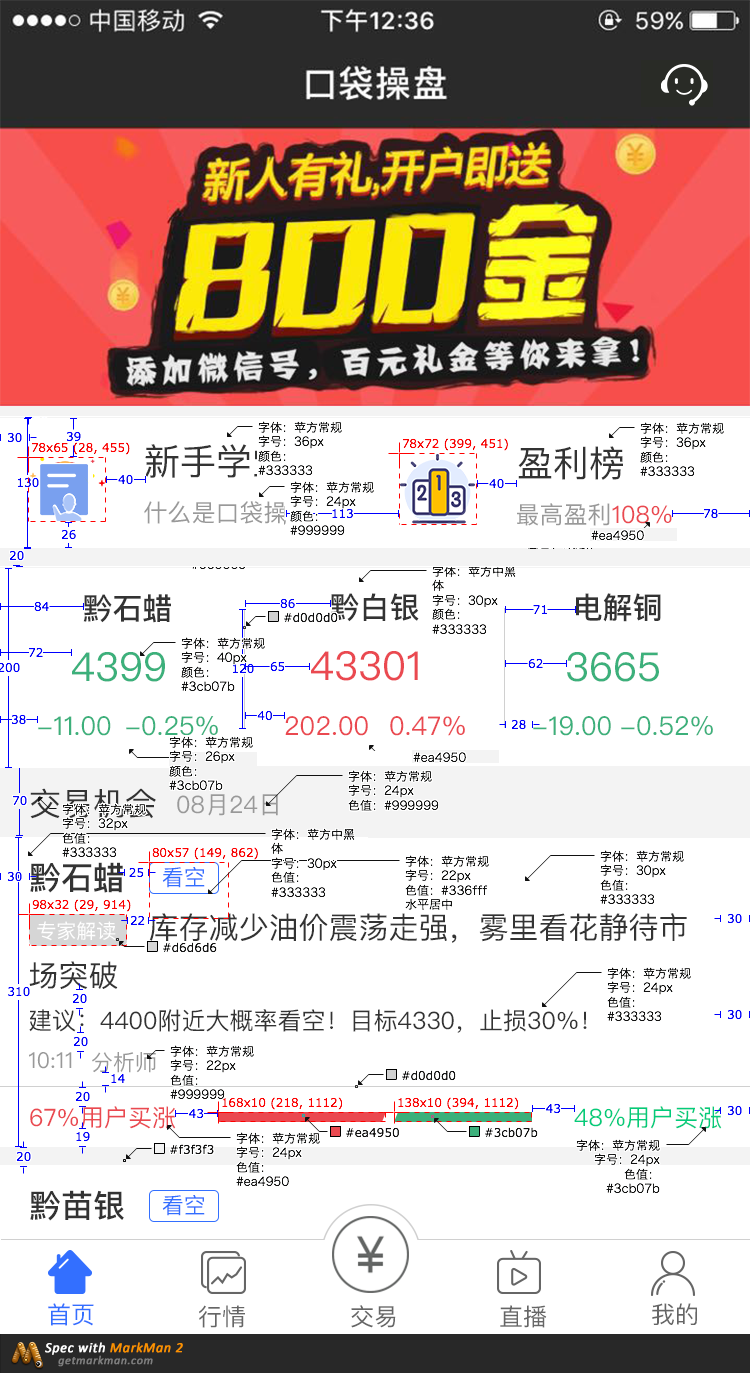 中国移动 下午12:36 59%
口袋操盘
新人有礼,开户即送
800金
添加微信号，百元礼金等你来拿！
30 39 字体：苹方常规 字号：36px 颜色：#333333
字体：苹方常规 字号：36px 颜色：#333333
78x65 (28, 455) 新手学 78x72 (399, 451) 盈利榜
130 40 40
字体：苹方常规 字号：24px 颜色：#999999
1 2 3
什么是口袋操 113 最高盈利108% 78
26 #ea4950
20
字体：苹方中黑体 字号：30px 颜色：#333333
84 黔石蜡 86 黔白银 71 电解铜
#d0d0d0
字体：苹方常规 字号：40px 颜色：#3cb07b
72 4399 65 43301 62 3665
200 120
38 -11.00 -0.25% 40 202.00 0.47% 28 -19.00 -0.52%
字体：苹方常规 字号：26px 颜色：#3cb07b
#ea4950
70 交易机会 08月24日
字体：苹方常规 字号：24px 色值：#999999
字体：苹方常规 字号：32px 色值：#333333
字体：苹方中黑体 字号：30px 色值：#333333
80x57 (149, 862)
30 黔石蜡 25 看空
字体：苹方常规 字号：22px 色值：#336fff 水平居中
字体：苹方常规 字号：30px 色值：#333333
98x32 (29, 914)
专家解读 22 库存减少油价震荡走强，雾里看花静待市 30
#d6d6d6
场突破
字体：苹方常规 字号：24px 色值：#333333
310 20
建议：4400附近大概率看空！目标4330，止损30%！ 30
20
10:11 分析师
字体：苹方常规 字号：22px 色值：#999999
14 #d0d0d0
20 168x10 (218, 1112) 138x10 (394, 1112)
67%用户买涨 43 43 48%用户买涨 30
#ea4950 #3cb07b
19
20 #f3f3f3
字体：苹方常规 字号：24px 色值：#ea4950
字体：苹方常规 字号：24px 色值：#3cb07b
黔苗银 看空
¥
首页 行情 交易 直播 我的
Spec with MarkMan 2
getmarkman.com